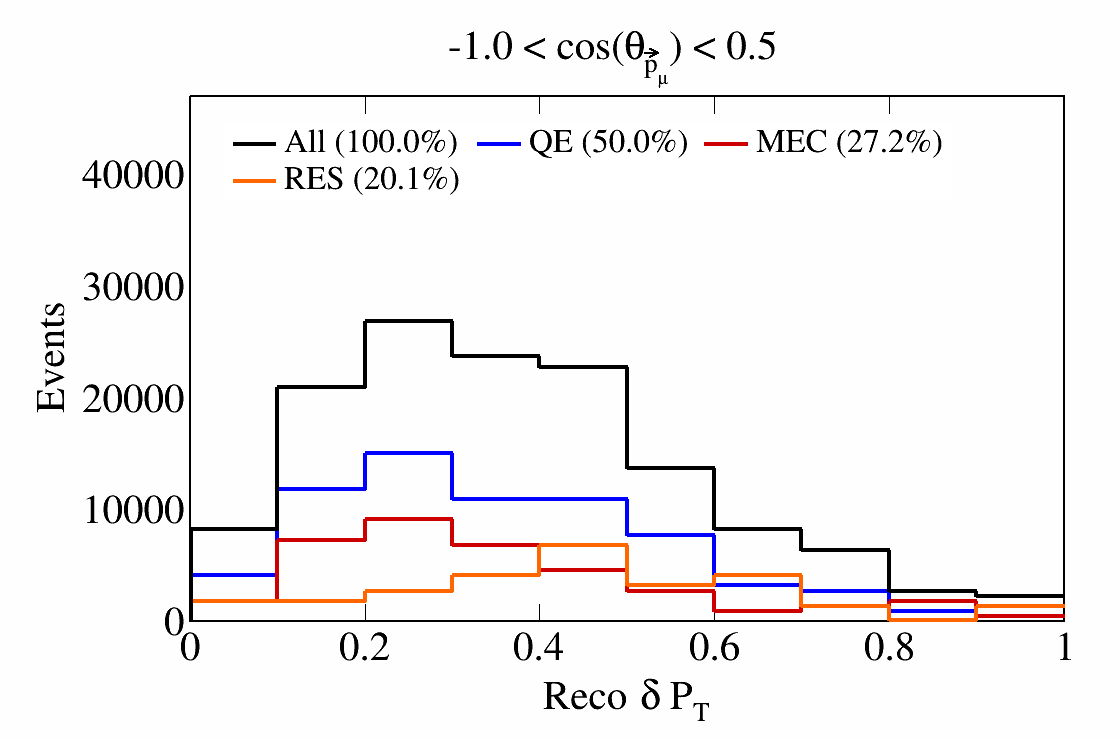 -1.0 < cos(θ_p⃗_μ) < 0.5
All (100.0%) QE (50.0%) MEC (27.2%)
RES (20.1%)
40000
30000
20000
10000
0
Events
0 0.2 0.4 0.6 0.8 1
Reco δ P_T